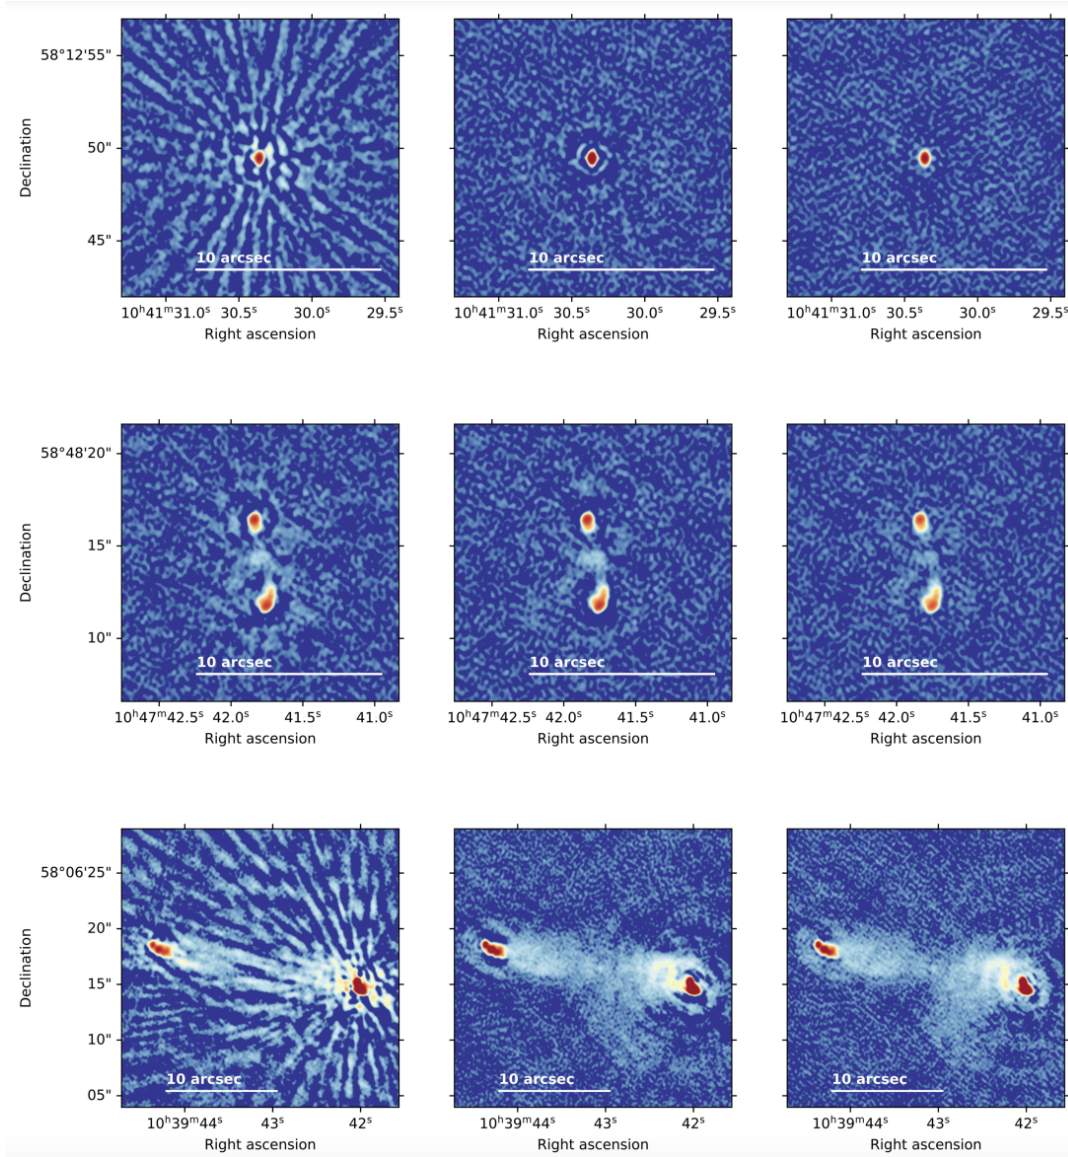 58°12'55"
50"
45"
Declination
10 arcsec
10 arcsec
10 arcsec
10ʰ41ᵐ31.0ˢ 30.5ˢ 30.0ˢ 29.5ˢ
10ʰ41ᵐ31.0ˢ 30.5ˢ 30.0ˢ 29.5ˢ
10ʰ41ᵐ31.0ˢ 30.5ˢ 30.0ˢ 29.5ˢ
Right ascension
Right ascension
Right ascension
58°48'20"
15"
10"
Declination
10 arcsec
10 arcsec
10 arcsec
10ʰ47ᵐ42.5ˢ 42.0ˢ 41.5ˢ 41.0ˢ
10ʰ47ᵐ42.5ˢ 42.0ˢ 41.5ˢ 41.0ˢ
10ʰ47ᵐ42.5ˢ 42.0ˢ 41.5ˢ 41.0ˢ
Right ascension
Right ascension
Right ascension
58°06'25"
20"
15"
10"
05"
Declination
10 arcsec
10 arcsec
10 arcsec
10ʰ39ᵐ44ˢ 43ˢ 42ˢ
10ʰ39ᵐ44ˢ 43ˢ 42ˢ
10ʰ39ᵐ44ˢ 43ˢ 42ˢ
Right ascension
Right ascension
Right ascension